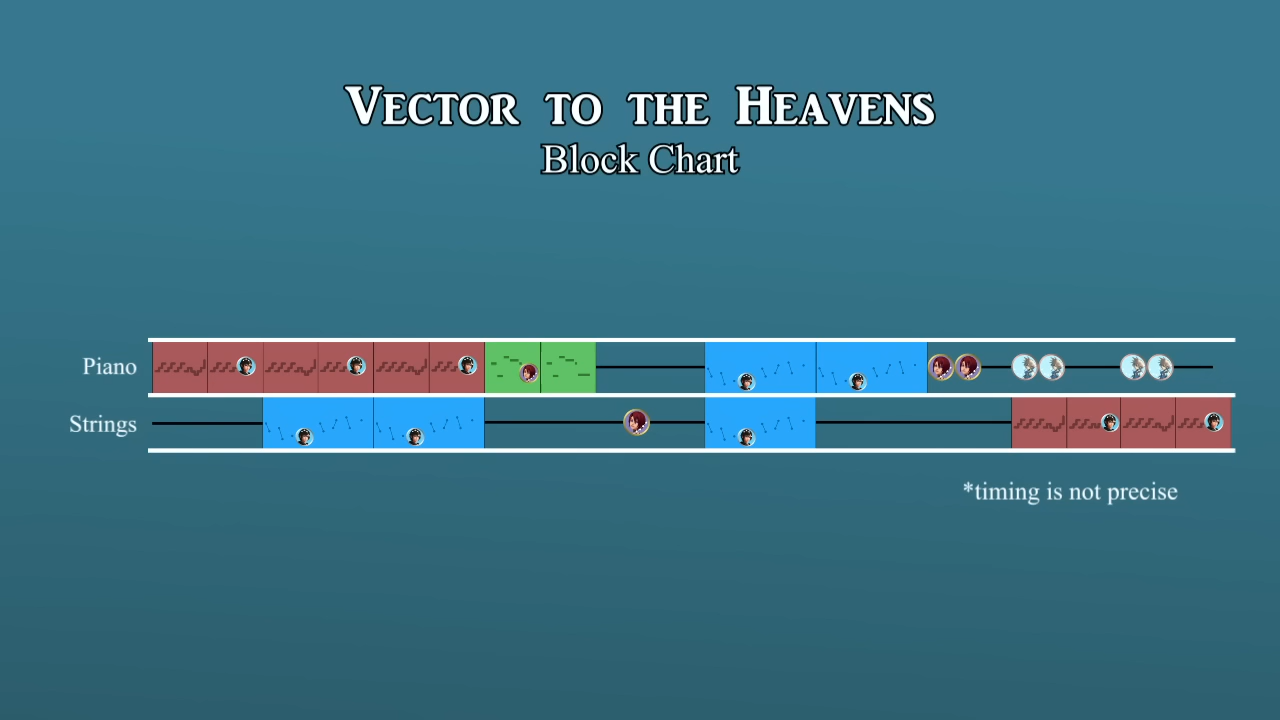 Vector to the Heavens
Block Chart
Piano
Strings
*timing is not precise